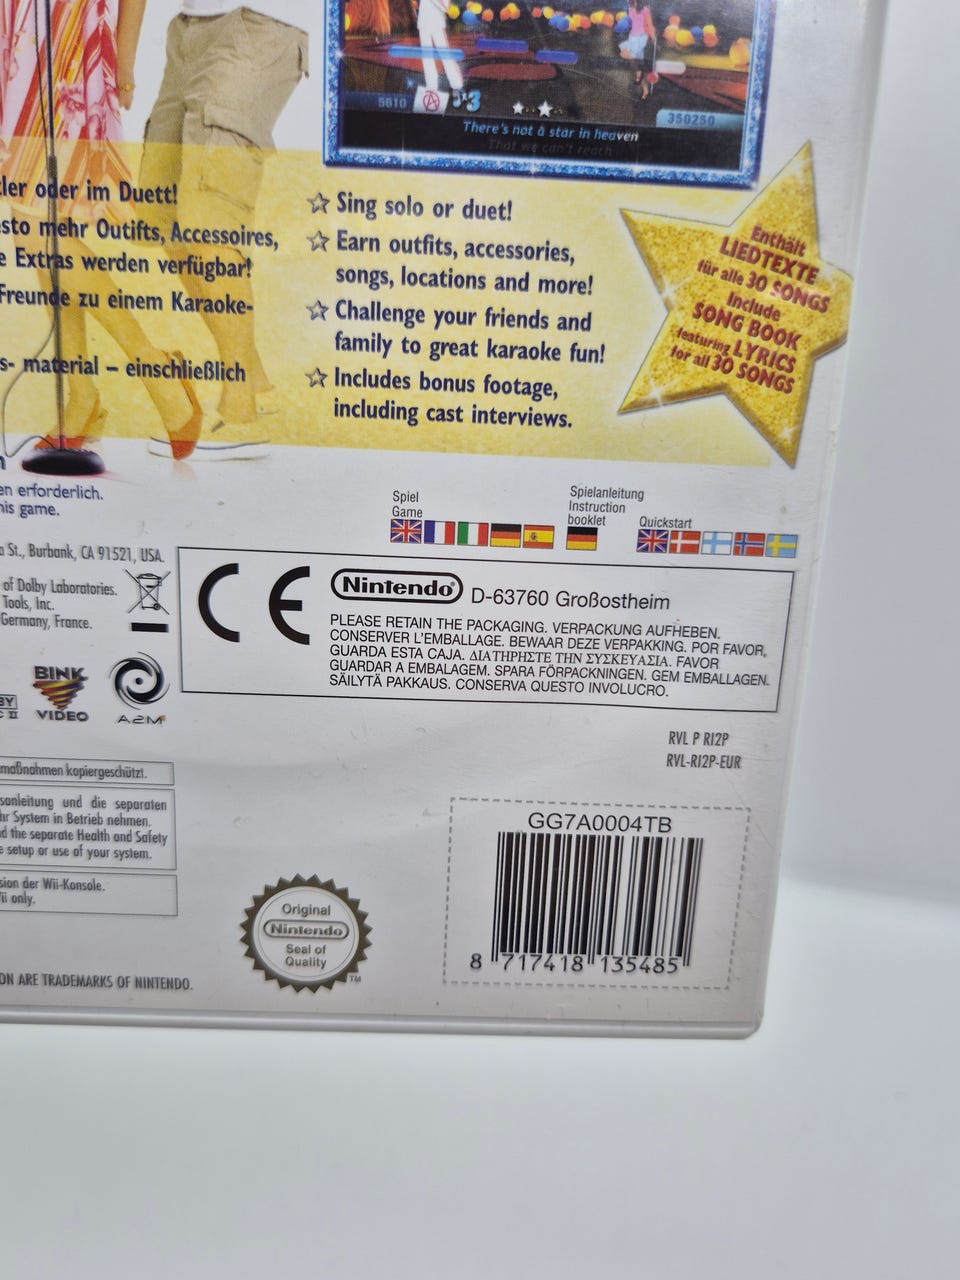 5610
x3
350250
There's not a star in heaven
That we can't reach
ler oder im Duett!
sto mehr Outifts, Accessoires,
e Extras werden verfügbar!
Freunde zu einem Karaoke-
s- material – einschließlich
Sing solo or duet!
Earn outfits, accessories,
songs, locations and more!
Challenge your friends and
family to great karaoke fun!
Includes bonus footage,
including cast interviews.
Enthält
LIEDTEXTE
für alle 30 SONGS
Include
SONG BOOK
featuring LYRICS
for all 30 SONGS
en erforderlich.
his game.
Spiel
Game
Spielanleitung
Instruction
booklet
Quickstart
a St., Burbank, CA 91521, USA.
of Dolby Laboratories.
Tools, Inc.
Germany, France.
BINK
VIDEO
A2M
BY
C II
CE
Nintendo® D-63760 Großostheim
PLEASE RETAIN THE PACKAGING. VERPACKUNG AUFHEBEN.
CONSERVER L'EMBALLAGE. BEWAAR DEZE VERPAKKING. POR FAVOR,
GUARDA ESTA CAJA. ΔΙΑΤΗΡΗΣΤΕ ΤΗΝ ΣΥΣΚΕΥΑΣΙΑ. FAVOR
GUARDAR A EMBALAGEM. SPARA FÖRPACKNINGEN. GEM EMBALLAGEN.
SÄILYTÄ PAKKAUS. CONSERVA QUESTO INVOLUCRO.
RVL P RI2P
RVL-RI2P-EUR
maßnahmen kopiergeschützt.
sanleitung und die separaten
hr System in Betrieb nehmen.
d the separate Health and Safety
e setup or use of your system.
sion der Wii-Konsole.
ii only.
ON ARE TRADEMARKS OF NINTENDO.
Original
Nintendo
Seal of
Quality
TM
GG7A0004TB
8 717418 135485